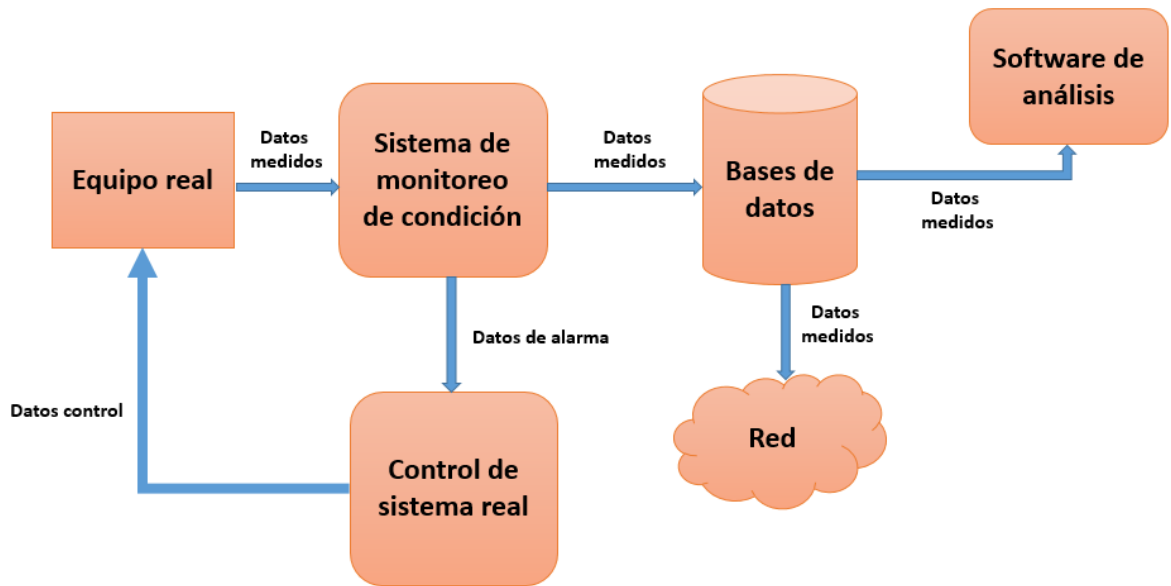 Software de
análisis
Datos
medidos
Sistema de
monitoreo
de condición
Datos
medidos
Equipo real
Bases de
datos
Datos
medidos
Datos
medidos
Datos de alarma
Datos control
Red
Control de
sistema real